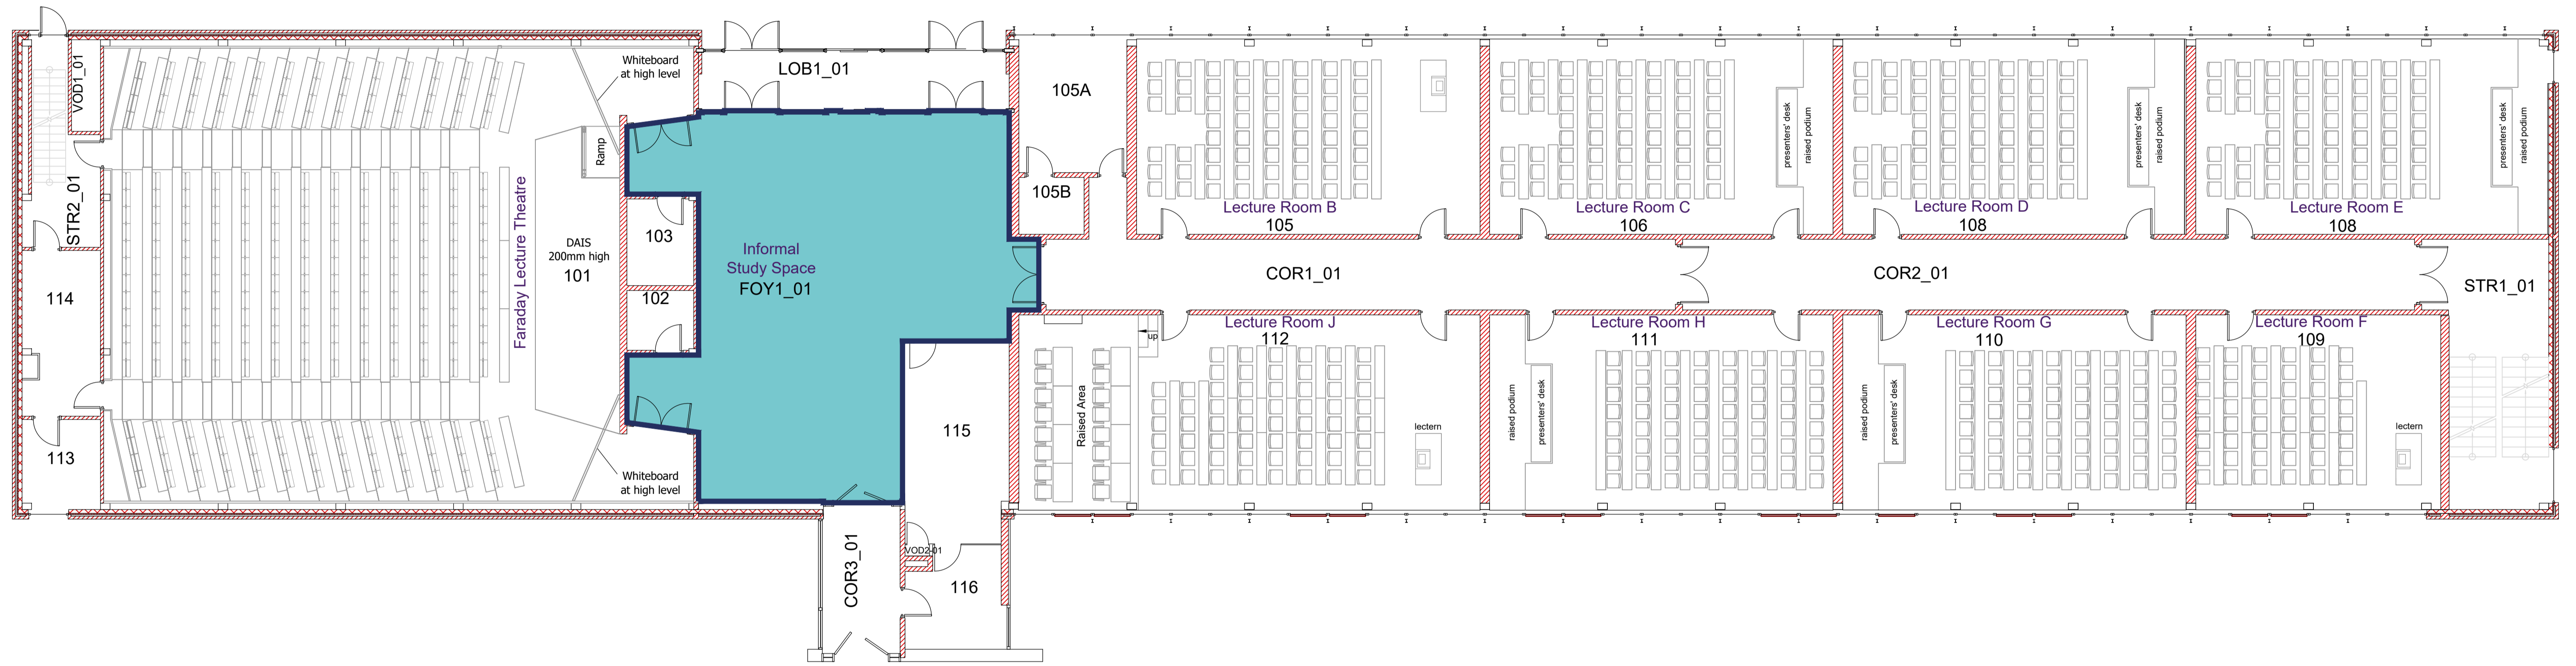 VOD1_01
STR2_01
114
113
Faraday Lecture Theatre
Whiteboard
at high level
Ramp
DAIS
200mm high
101
103
102
Whiteboard
at high level
LOB1_01
Informal
Study Space
FOY1_01
115
VOD2-01
116
COR3_01
105A
105B
Lecture Room B
105
Lecture Room C
106
presenters' desk
raised podium
Lecture Room D
108
presenters' desk
raised podium
Lecture Room E
108
presenters' desk
raised podium
COR1_01
COR2_01
STR1_01
Raised Area
up
Lecture Room J
112
lectern
raised podium
presenters' desk
Lecture Room H
111
raised podium
presenters' desk
Lecture Room G
110
Lecture Room F
109
lectern